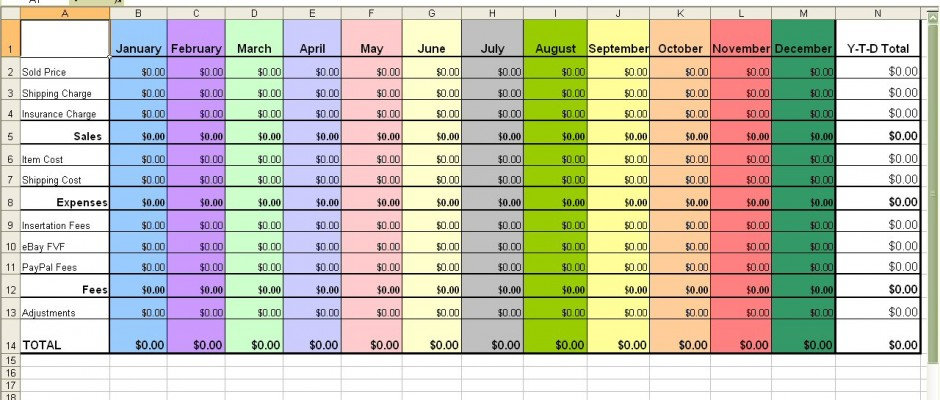 A B C D E F G H I J K L M N
1 January February March April May June July August September October November December Y-T-D Total
2 Sold Price $0.00 $0.00 $0.00 $0.00 $0.00 $0.00 $0.00 $0.00 $0.00 $0.00 $0.00 $0.00 $0.00
3 Shipping Charge $0.00 $0.00 $0.00 $0.00 $0.00 $0.00 $0.00 $0.00 $0.00 $0.00 $0.00 $0.00 $0.00
4 Insurance Charge $0.00 $0.00 $0.00 $0.00 $0.00 $0.00 $0.00 $0.00 $0.00 $0.00 $0.00 $0.00 $0.00
5 Sales $0.00 $0.00 $0.00 $0.00 $0.00 $0.00 $0.00 $0.00 $0.00 $0.00 $0.00 $0.00 $0.00
6 Item Cost $0.00 $0.00 $0.00 $0.00 $0.00 $0.00 $0.00 $0.00 $0.00 $0.00 $0.00 $0.00 $0.00
7 Shipping Cost $0.00 $0.00 $0.00 $0.00 $0.00 $0.00 $0.00 $0.00 $0.00 $0.00 $0.00 $0.00 $0.00
8 Expenses $0.00 $0.00 $0.00 $0.00 $0.00 $0.00 $0.00 $0.00 $0.00 $0.00 $0.00 $0.00 $0.00
9 Insertation Fees $0.00 $0.00 $0.00 $0.00 $0.00 $0.00 $0.00 $0.00 $0.00 $0.00 $0.00 $0.00 $0.00
10 eBay FVF $0.00 $0.00 $0.00 $0.00 $0.00 $0.00 $0.00 $0.00 $0.00 $0.00 $0.00 $0.00 $0.00
11 PayPal Fees $0.00 $0.00 $0.00 $0.00 $0.00 $0.00 $0.00 $0.00 $0.00 $0.00 $0.00 $0.00 $0.00
12 Fees $0.00 $0.00 $0.00 $0.00 $0.00 $0.00 $0.00 $0.00 $0.00 $0.00 $0.00 $0.00 $0.00
13 Adjustments $0.00 $0.00 $0.00 $0.00 $0.00 $0.00 $0.00 $0.00 $0.00 $0.00 $0.00 $0.00 $0.00
14 TOTAL $0.00 $0.00 $0.00 $0.00 $0.00 $0.00 $0.00 $0.00 $0.00 $0.00 $0.00 $0.00 $0.00
15
16
17
18